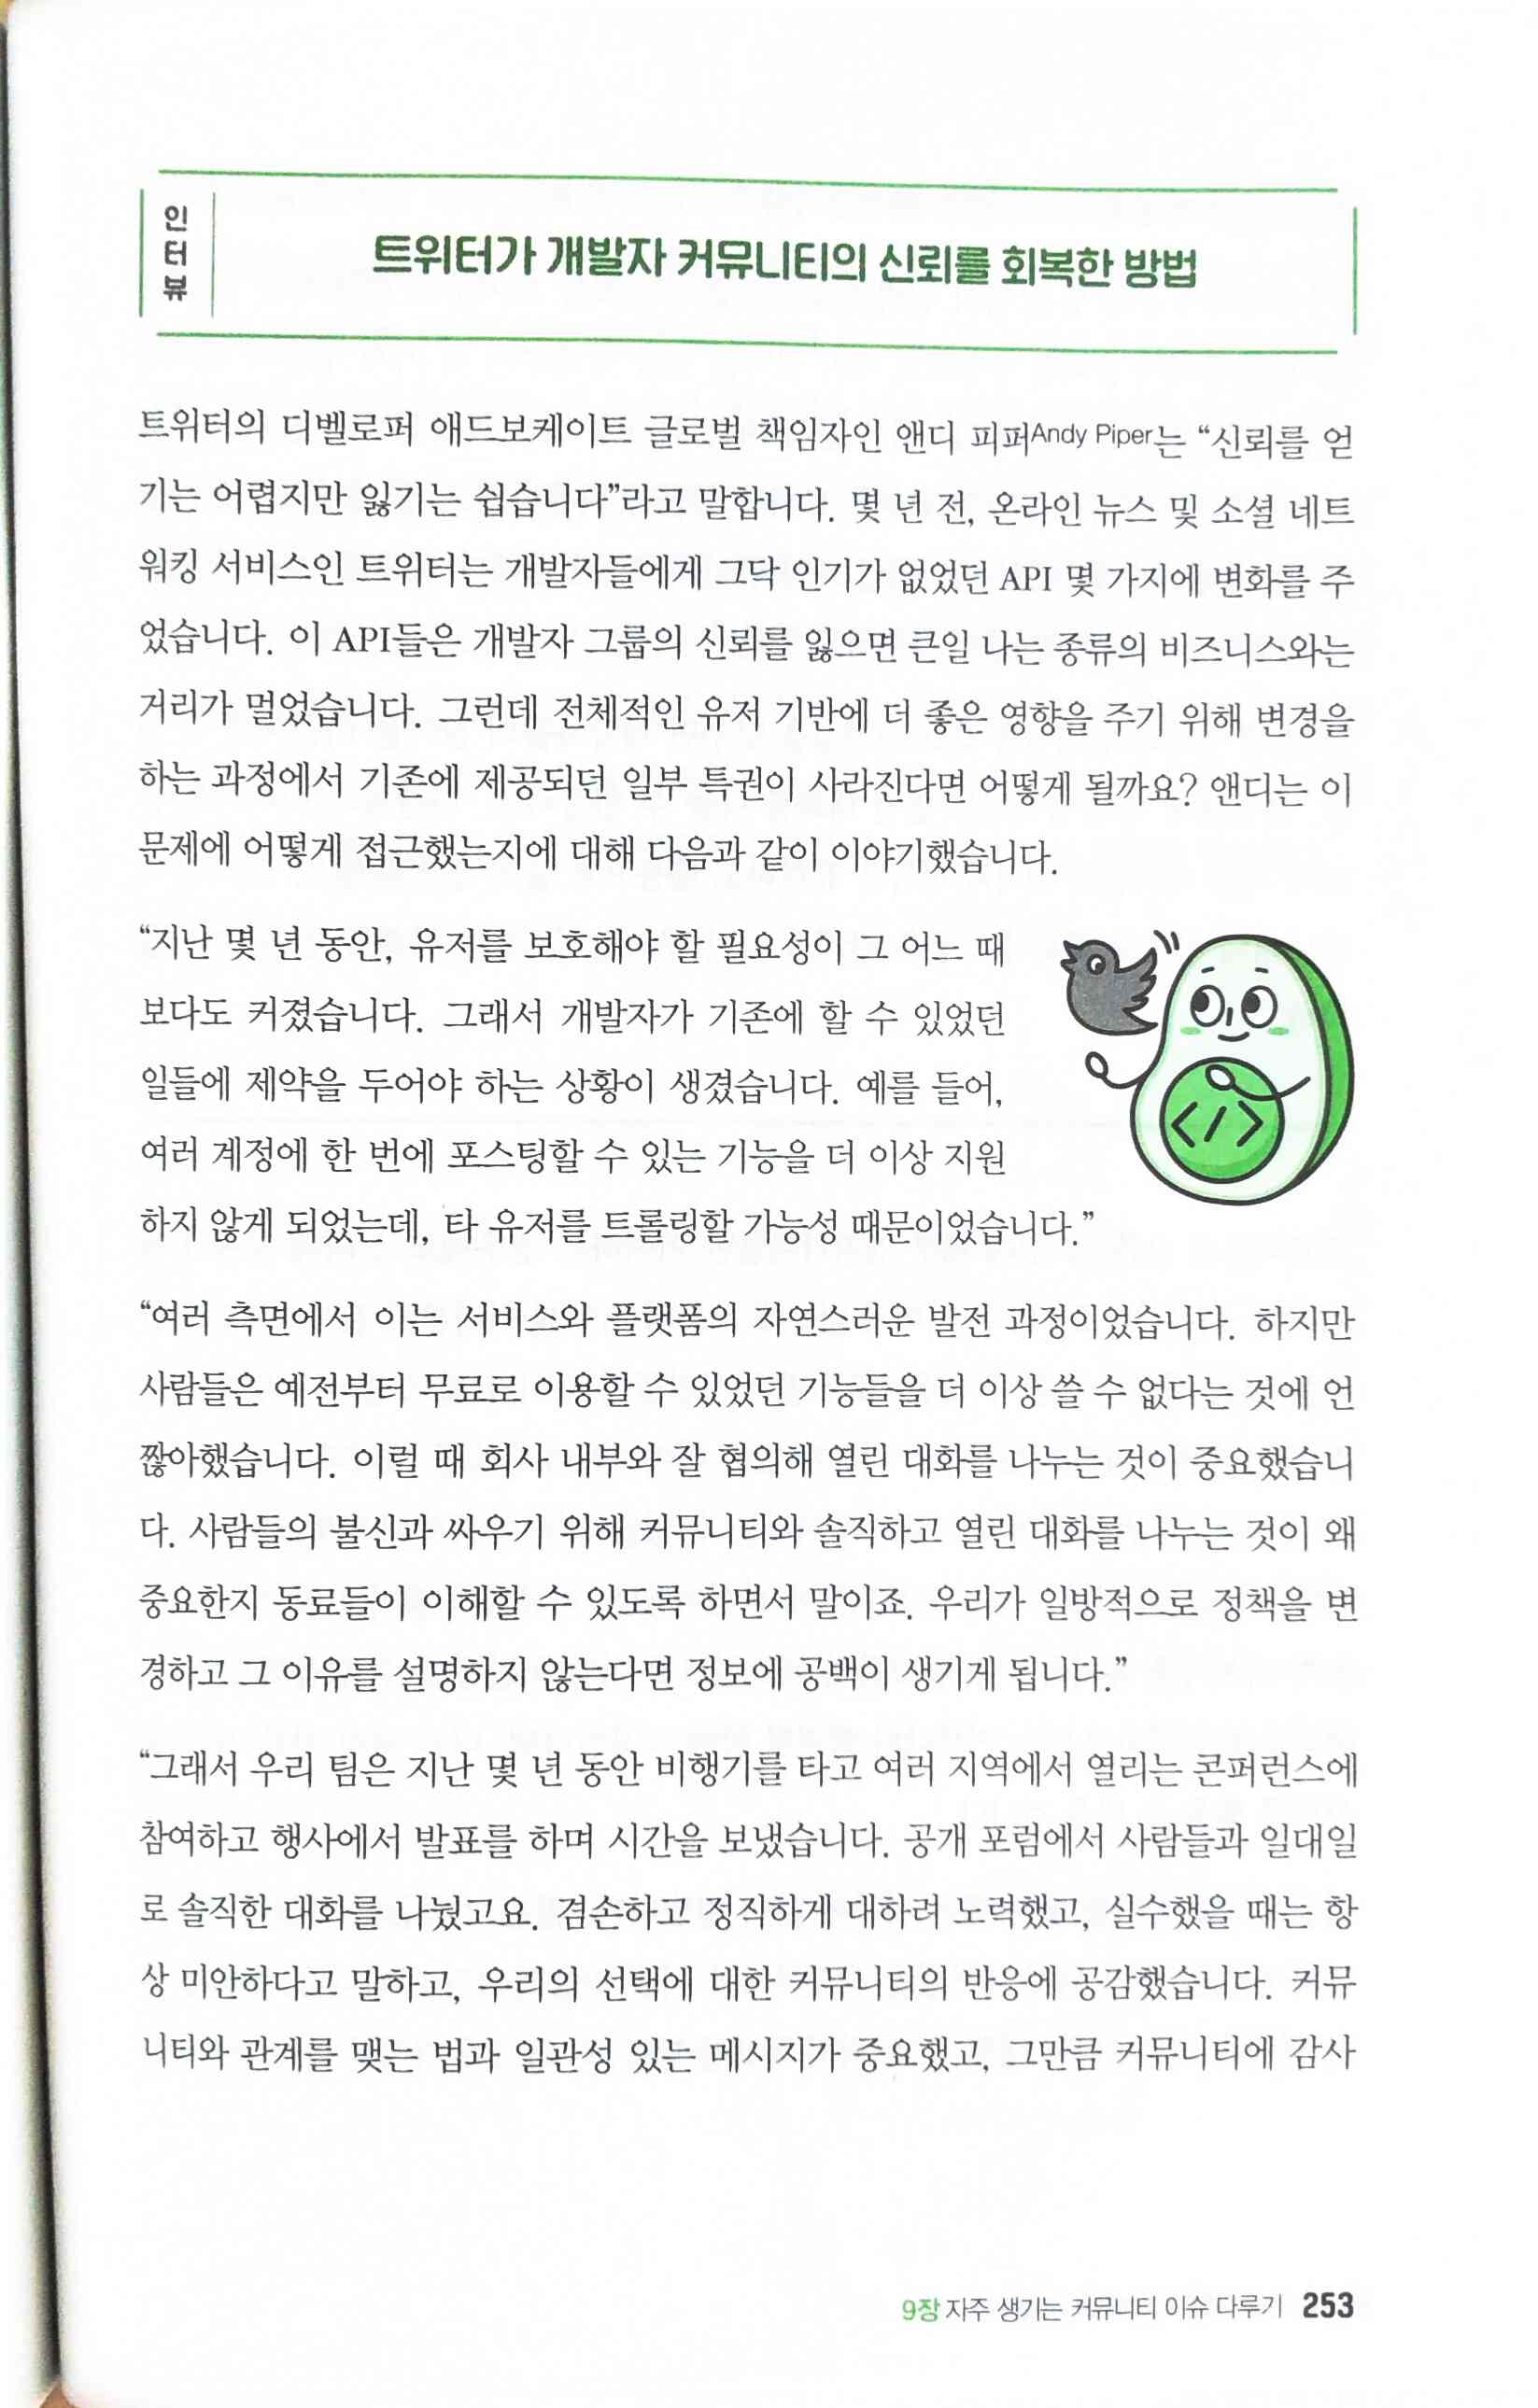 인터뷰
트위터가 개발자 커뮤니티의 신뢰를 회복한 방법
트위터의 디벨로퍼 애드보케이트 글로벌 책임자인 앤디 피퍼Andy Piper는 “신뢰를 얻
기는 어렵지만 잃기는 쉽습니다”라고 말합니다. 몇 년 전, 온라인 뉴스 및 소셜 네트
워킹 서비스인 트위터는 개발자들에게 그닥 인기가 없었던 API 몇 가지에 변화를 주
었습니다. 이 API들은 개발자 그룹의 신뢰를 잃으면 큰일 나는 종류의 비즈니스와는
거리가 멀었습니다. 그런데 전체적인 유저 기반에 더 좋은 영향을 주기 위해 변경을
하는 과정에서 기존에 제공되던 일부 특권이 사라진다면 어떻게 될까요? 앤디는 이
문제에 어떻게 접근했는지에 대해 다음과 같이 이야기했습니다.
“지난 몇 년 동안, 유저를 보호해야 할 필요성이 그 어느 때
보다도 커졌습니다. 그래서 개발자가 기존에 할 수 있었던
일들에 제약을 두어야 하는 상황이 생겼습니다. 예를 들어,
여러 계정에 한 번에 포스팅할 수 있는 기능을 더 이상 지원
하지 않게 되었는데, 타 유저를 트롤링할 가능성 때문이었습니다.”
</>
“여러 측면에서 이는 서비스와 플랫폼의 자연스러운 발전 과정이었습니다. 하지만
사람들은 예전부터 무료로 이용할 수 있었던 기능들을 더 이상 쓸 수 없다는 것에 언
짢아했습니다. 이럴 때 회사 내부와 잘 협의해 열린 대화를 나누는 것이 중요했습니
다. 사람들의 불신과 싸우기 위해 커뮤니티와 솔직하고 열린 대화를 나누는 것이 왜
중요한지 동료들이 이해할 수 있도록 하면서 말이죠. 우리가 일방적으로 정책을 변
경하고 그 이유를 설명하지 않는다면 정보에 공백이 생기게 됩니다.”
“그래서 우리 팀은 지난 몇 년 동안 비행기를 타고 여러 지역에서 열리는 콘퍼런스에
참여하고 행사에서 발표를 하며 시간을 보냈습니다. 공개 포럼에서 사람들과 일대일
로 솔직한 대화를 나눴고요. 겸손하고 정직하게 대하려 노력했고, 실수했을 때는 항
상 미안하다고 말하고, 우리의 선택에 대한 커뮤니티의 반응에 공감했습니다. 커뮤
니티와 관계를 맺는 법과 일관성 있는 메시지가 중요했고, 그만큼 커뮤니티에 감사
9장 자주 생기는 커뮤니티 이슈 다루기 253